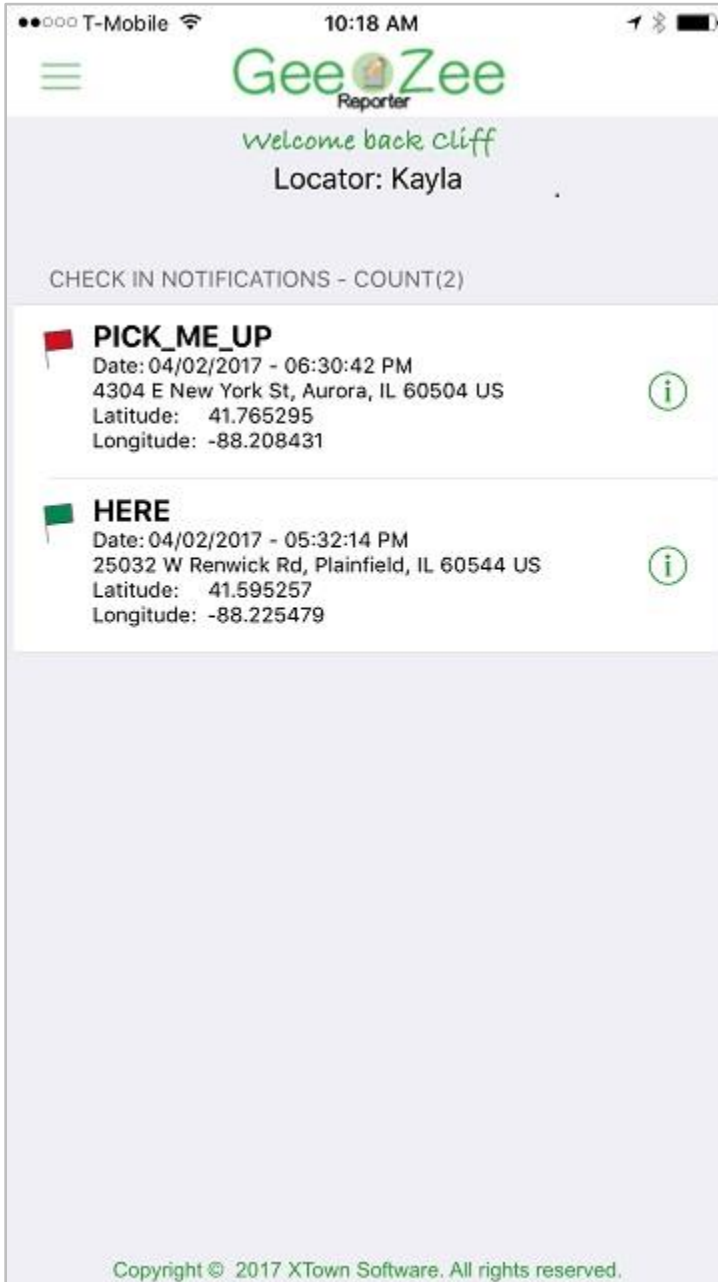 T-Mobile 10:18 AM
Gee Zee
Reporter
Welcome back Cliff
Locator: Kayla .
CHECK IN NOTIFICATIONS - COUNT(2)
PICK_ME_UP
Date: 04/02/2017 - 06:30:42 PM
4304 E New York St, Aurora, IL 60504 US
Latitude: 41.765295
Longitude: -88.208431
HERE
Date: 04/02/2017 - 05:32:14 PM
25032 W Renwick Rd, Plainfield, IL 60544 US
Latitude: 41.595257
Longitude: -88.225479
Copyright © 2017 XTown Software. All rights reserved.